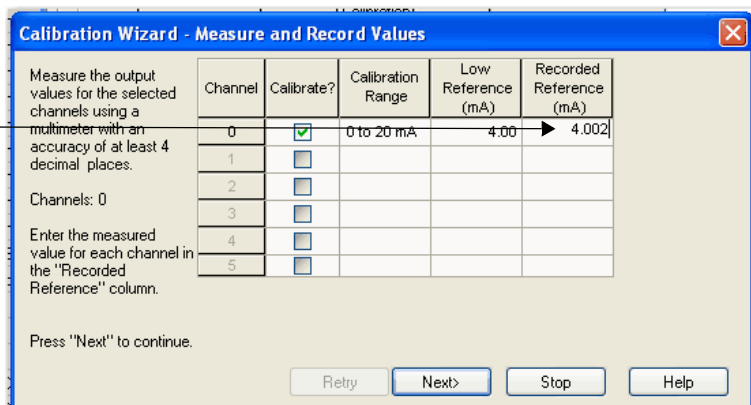 Calibration Wizard - Measure and Record Values
Measure the output
values for the selected
channels using a
multimeter with an
accuracy of at least 4
decimal places.
Channels: 0
Enter the measured
value for each channel in
the "Recorded
Reference" column.
Press "Next" to continue.
Channel Calibrate? Calibration Range Low Reference (mA) Recorded Reference (mA)
0 0 to 20 mA 4.00 4.002
1
2
3
4
5
Retry Next> Stop Help